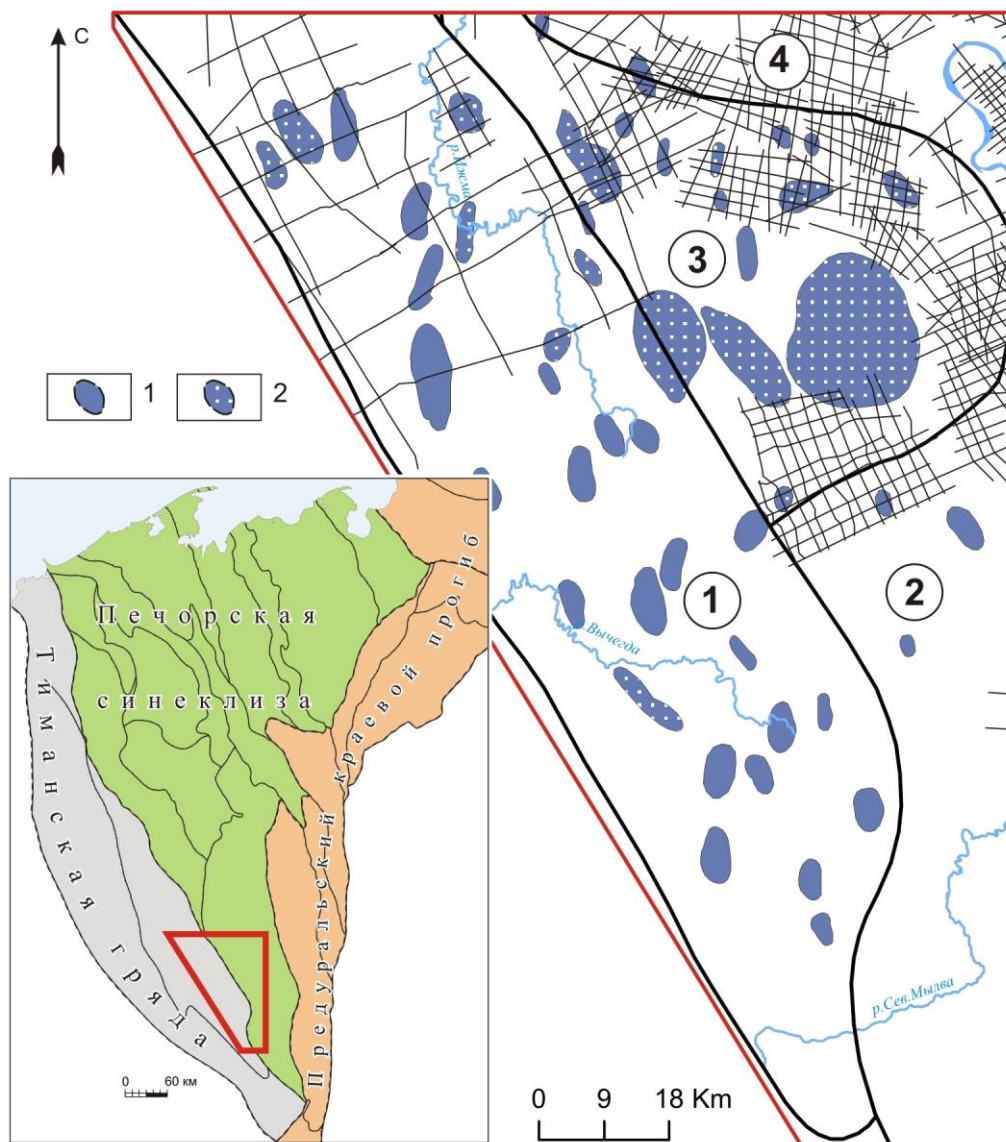 С
4
р.Ижма
3
1
2
1
2
р.Вычегда
р.Сев.Мылва
0 9 18 Km
Печорская
синеклиза
Тиманская гряда
Предуральский краевой прогиб
0 60 км